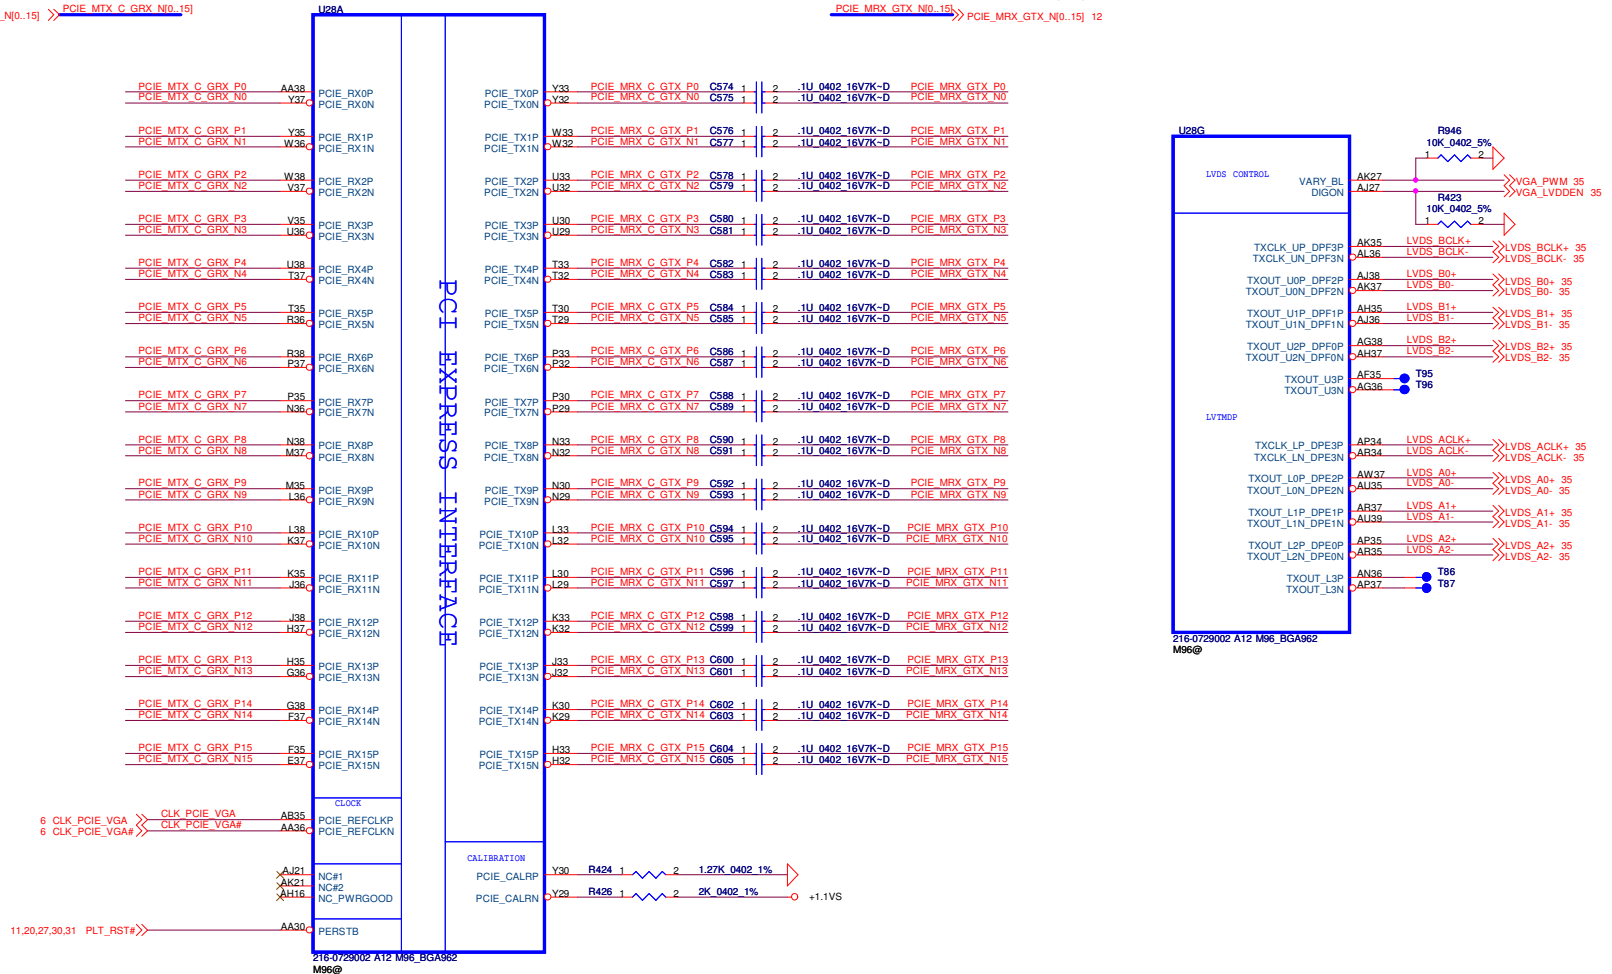 _N[0..15] PCIE_MTX_C_GRX_N[0..15] U28A PCIE_MRX_GTX_N[0..15] PCIE_MRX_GTX_N[0..15] 12
PCIE_MTX_C_GRX_P0 AA38 PCIE_RX0P PCIE_TX0P Y33 PCIE_MRX_C_GTX_P0 C574 1 2 .1U_0402_16V7K~D PCIE_MRX_GTX_P0
PCIE_MTX_C_GRX_N0 Y37 PCIE_RX0N PCIE_TX0N Y32 PCIE_MRX_C_GTX_N0 C575 1 2 .1U_0402_16V7K~D PCIE_MRX_GTX_N0
PCIE_MTX_C_GRX_P1 Y35 PCIE_RX1P PCIE_TX1P W33 PCIE_MRX_C_GTX_P1 C576 1 2 .1U_0402_16V7K~D PCIE_MRX_GTX_P1
PCIE_MTX_C_GRX_N1 W36 PCIE_RX1N PCIE_TX1N W32 PCIE_MRX_C_GTX_N1 C577 1 2 .1U_0402_16V7K~D PCIE_MRX_GTX_N1
PCIE_MTX_C_GRX_P2 W38 PCIE_RX2P PCIE_TX2P U33 PCIE_MRX_C_GTX_P2 C578 1 2 .1U_0402_16V7K~D PCIE_MRX_GTX_P2
PCIE_MTX_C_GRX_N2 V37 PCIE_RX2N PCIE_TX2N U32 PCIE_MRX_C_GTX_N2 C579 1 2 .1U_0402_16V7K~D PCIE_MRX_GTX_N2
PCIE_MTX_C_GRX_P3 V35 PCIE_RX3P PCIE_TX3P U30 PCIE_MRX_C_GTX_P3 C580 1 2 .1U_0402_16V7K~D PCIE_MRX_GTX_P3
PCIE_MTX_C_GRX_N3 U36 PCIE_RX3N PCIE_TX3N U29 PCIE_MRX_C_GTX_N3 C581 1 2 .1U_0402_16V7K~D PCIE_MRX_GTX_N3
PCIE_MTX_C_GRX_P4 U38 PCIE_RX4P PCIE_TX4P T33 PCIE_MRX_C_GTX_P4 C582 1 2 .1U_0402_16V7K~D PCIE_MRX_GTX_P4
PCIE_MTX_C_GRX_N4 T37 PCIE_RX4N PCIE_TX4N T32 PCIE_MRX_C_GTX_N4 C583 1 2 .1U_0402_16V7K~D PCIE_MRX_GTX_N4
PCIE_MTX_C_GRX_P5 T35 PCIE_RX5P PCIE_TX5P T30 PCIE_MRX_C_GTX_P5 C584 1 2 .1U_0402_16V7K~D PCIE_MRX_GTX_P5
PCIE_MTX_C_GRX_N5 R36 PCIE_RX5N PCIE_TX5N T29 PCIE_MRX_C_GTX_N5 C585 1 2 .1U_0402_16V7K~D PCIE_MRX_GTX_N5
PCIE_MTX_C_GRX_P6 R38 PCIE_RX6P PCIE_TX6P P33 PCIE_MRX_C_GTX_P6 C586 1 2 .1U_0402_16V7K~D PCIE_MRX_GTX_P6
PCIE_MTX_C_GRX_N6 P37 PCIE_RX6N PCIE_TX6N P32 PCIE_MRX_C_GTX_N6 C587 1 2 .1U_0402_16V7K~D PCIE_MRX_GTX_N6
PCIE_MTX_C_GRX_P7 P35 PCIE_RX7P PCIE_TX7P P30 PCIE_MRX_C_GTX_P7 C588 1 2 .1U_0402_16V7K~D PCIE_MRX_GTX_P7
PCIE_MTX_C_GRX_N7 N36 PCIE_RX7N PCIE_TX7N P29 PCIE_MRX_C_GTX_N7 C589 1 2 .1U_0402_16V7K~D PCIE_MRX_GTX_N7
PCIE_MTX_C_GRX_P8 N38 PCIE_RX8P PCIE_TX8P N33 PCIE_MRX_C_GTX_P8 C590 1 2 .1U_0402_16V7K~D PCIE_MRX_GTX_P8
PCIE_MTX_C_GRX_N8 M37 PCIE_RX8N PCIE_TX8N N32 PCIE_MRX_C_GTX_N8 C591 1 2 .1U_0402_16V7K~D PCIE_MRX_GTX_N8
PCIE_MTX_C_GRX_P9 M35 PCIE_RX9P PCIE_TX9P N30 PCIE_MRX_C_GTX_P9 C592 1 2 .1U_0402_16V7K~D PCIE_MRX_GTX_P9
PCIE_MTX_C_GRX_N9 L36 PCIE_RX9N PCIE_TX9N N29 PCIE_MRX_C_GTX_N9 C593 1 2 .1U_0402_16V7K~D PCIE_MRX_GTX_N9
PCIE_MTX_C_GRX_P10 L38 PCIE_RX10P PCIE_TX10P L33 PCIE_MRX_C_GTX_P10 C594 1 2 .1U_0402_16V7K~D PCIE_MRX_GTX_P10
PCIE_MTX_C_GRX_N10 K37 PCIE_RX10N PCIE_TX10N L32 PCIE_MRX_C_GTX_N10 C595 1 2 .1U_0402_16V7K~D PCIE_MRX_GTX_N10
PCIE_MTX_C_GRX_P11 K35 PCIE_RX11P PCIE_TX11P L30 PCIE_MRX_C_GTX_P11 C596 1 2 .1U_0402_16V7K~D PCIE_MRX_GTX_P11
PCIE_MTX_C_GRX_N11 J36 PCIE_RX11N PCIE_TX11N L29 PCIE_MRX_C_GTX_N11 C597 1 2 .1U_0402_16V7K~D PCIE_MRX_GTX_N11
PCIE_MTX_C_GRX_P12 J38 PCIE_RX12P PCIE_TX12P K33 PCIE_MRX_C_GTX_P12 C598 1 2 .1U_0402_16V7K~D PCIE_MRX_GTX_P12
PCIE_MTX_C_GRX_N12 H37 PCIE_RX12N PCIE_TX12N K32 PCIE_MRX_C_GTX_N12 C599 1 2 .1U_0402_16V7K~D PCIE_MRX_GTX_N12
PCIE_MTX_C_GRX_P13 H35 PCIE_RX13P PCIE_TX13P J33 PCIE_MRX_C_GTX_P13 C600 1 2 .1U_0402_16V7K~D PCIE_MRX_GTX_P13
PCIE_MTX_C_GRX_N13 G36 PCIE_RX13N PCIE_TX13N J32 PCIE_MRX_C_GTX_N13 C601 1 2 .1U_0402_16V7K~D PCIE_MRX_GTX_N13
PCIE_MTX_C_GRX_P14 G38 PCIE_RX14P PCIE_TX14P K30 PCIE_MRX_C_GTX_P14 C602 1 2 .1U_0402_16V7K~D PCIE_MRX_GTX_P14
PCIE_MTX_C_GRX_N14 F37 PCIE_RX14N PCIE_TX14N K29 PCIE_MRX_C_GTX_N14 C603 1 2 .1U_0402_16V7K~D PCIE_MRX_GTX_N14
PCIE_MTX_C_GRX_P15 F35 PCIE_RX15P PCIE_TX15P H33 PCIE_MRX_C_GTX_P15 C604 1 2 .1U_0402_16V7K~D PCIE_MRX_GTX_P15
PCIE_MTX_C_GRX_N15 E37 PCIE_RX15N PCIE_TX15N H32 PCIE_MRX_C_GTX_N15 C605 1 2 .1U_0402_16V7K~D PCIE_MRX_GTX_N15
PCI EXPRESS INTERFACE
CLOCK
6 CLK_PCIE_VGA CLK_PCIE_VGA AB35 PCIE_REFCLKP
6 CLK_PCIE_VGA# CLK_PCIE_VGA# AA36 PCIE_REFCLKN
CALIBRATION
AJ21 NC#1 PCIE_CALRP Y30 R424 1 2 1.27K_0402_1%
AK21 NC#2
AH16 NC_PWRGOOD PCIE_CALRN Y29 R426 1 2 2K_0402_1% +1.1VS
11,20,27,30,31 PLT_RST# AA30 PERSTB
216-0729002 A12 M96_BGA962
M96@
U28G
R946
10K_0402_5%
1 2
LVDS CONTROL
VARY_BL AK27 VGA_PWM 35
DIGON AJ27 VGA_LVDDEN 35
R423
10K_0402_5%
1 2
TXCLK_UP_DPF3P AK35 LVDS_BCLK+ LVDS_BCLK+ 35
TXCLK_UN_DPF3N AL36 LVDS_BCLK- LVDS_BCLK- 35
TXOUT_U0P_DPF2P AJ38 LVDS_B0+ LVDS_B0+ 35
TXOUT_U0N_DPF2N AK37 LVDS_B0- LVDS_B0- 35
TXOUT_U1P_DPF1P AH35 LVDS_B1+ LVDS_B1+ 35
TXOUT_U1N_DPF1N AJ36 LVDS_B1- LVDS_B1- 35
TXOUT_U2P_DPF0P AG38 LVDS_B2+ LVDS_B2+ 35
TXOUT_U2N_DPF0N AH37 LVDS_B2- LVDS_B2- 35
TXOUT_U3P AF35 T95
TXOUT_U3N AG36 T96
LVTMDP
TXCLK_LP_DPE3P AP34 LVDS_ACLK+ LVDS_ACLK+ 35
TXCLK_LN_DPE3N AR34 LVDS_ACLK- LVDS_ACLK- 35
TXOUT_L0P_DPE2P AW37 LVDS_A0+ LVDS_A0+ 35
TXOUT_L0N_DPE2N AU35 LVDS_A0- LVDS_A0- 35
TXOUT_L1P_DPE1P AR37 LVDS_A1+ LVDS_A1+ 35
TXOUT_L1N_DPE1N AU39 LVDS_A1- LVDS_A1- 35
TXOUT_L2P_DPE0P AP35 LVDS_A2+ LVDS_A2+ 35
TXOUT_L2N_DPE0N AR35 LVDS_A2- LVDS_A2- 35
TXOUT_L3P AN36 T86
TXOUT_L3N AP37 T87
216-0729002 A12 M96_BGA962
M96@